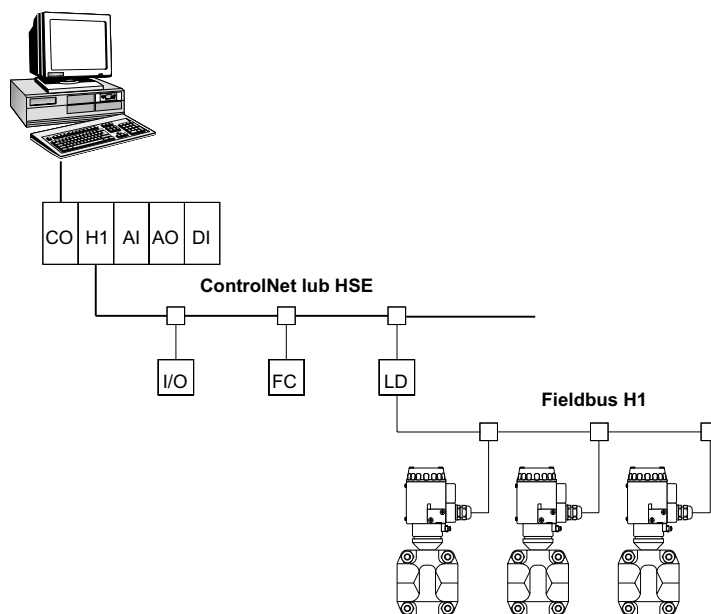 CO H1 AI AO DI
ControlNet lub HSE
I/O FC LD
Fieldbus H1